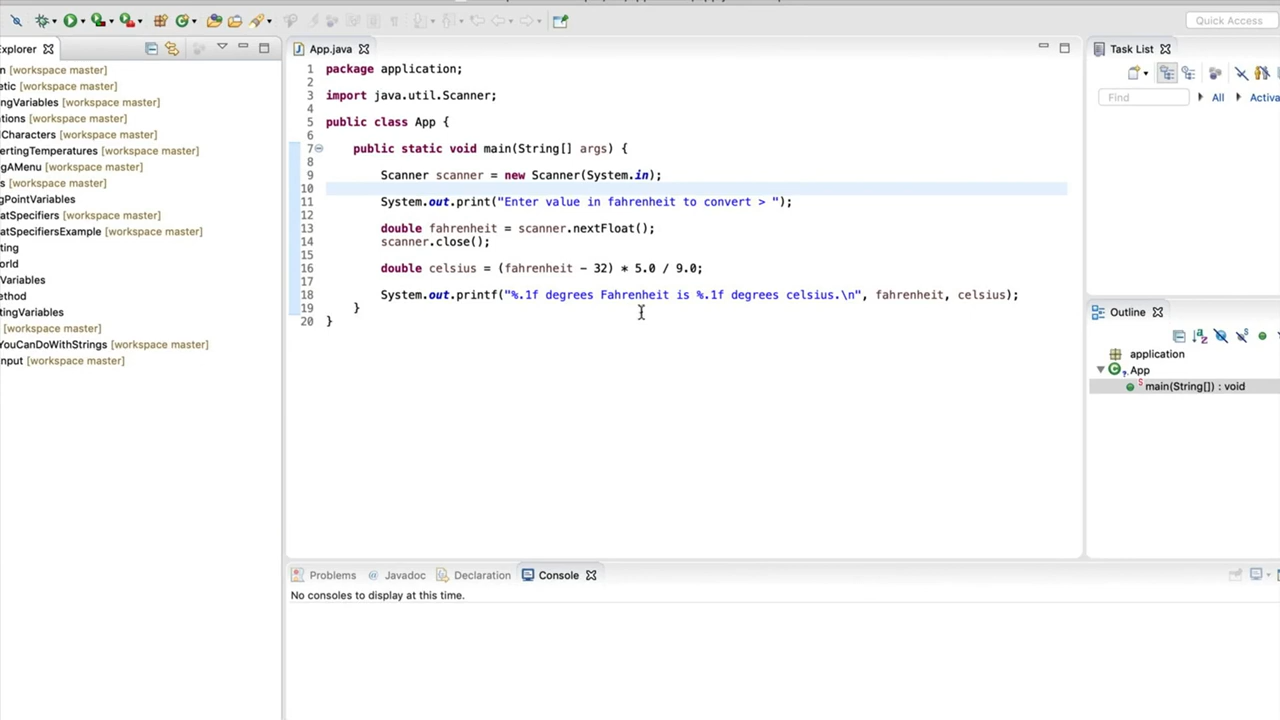 Quick Access
Explorer
n [workspace master]
etic [workspace master]
ngVariables [workspace master]
ations [workspace master]
Characters [workspace master]
ertingTemperatures [workspace master]
ngAMenu [workspace master]
s [workspace master]
gPointVariables
atSpecifiers [workspace master]
atSpecifiersExample [workspace master]
ting
orld
Variables
ethod
tingVariables
[workspace master]
YouCanDoWithStrings [workspace master]
nput [workspace master]
App.java
1 package application;
2
3 import java.util.Scanner;
4
5 public class App {
6
7 public static void main(String[] args) {
8
9 Scanner scanner = new Scanner(System.in);
10
11 System.out.print("Enter value in fahrenheit to convert > ");
12
13 double fahrenheit = scanner.nextFloat();
14 scanner.close();
15
16 double celsius = (fahrenheit - 32) * 5.0 / 9.0;
17
18 System.out.printf("%.1f degrees Fahrenheit is %.1f degrees celsius.\n", fahrenheit, celsius);
19 }
20 }
Task List
Find All Activa
Outline
application
App
main(String[]) : void
Problems @ Javadoc Declaration Console
No consoles to display at this time.